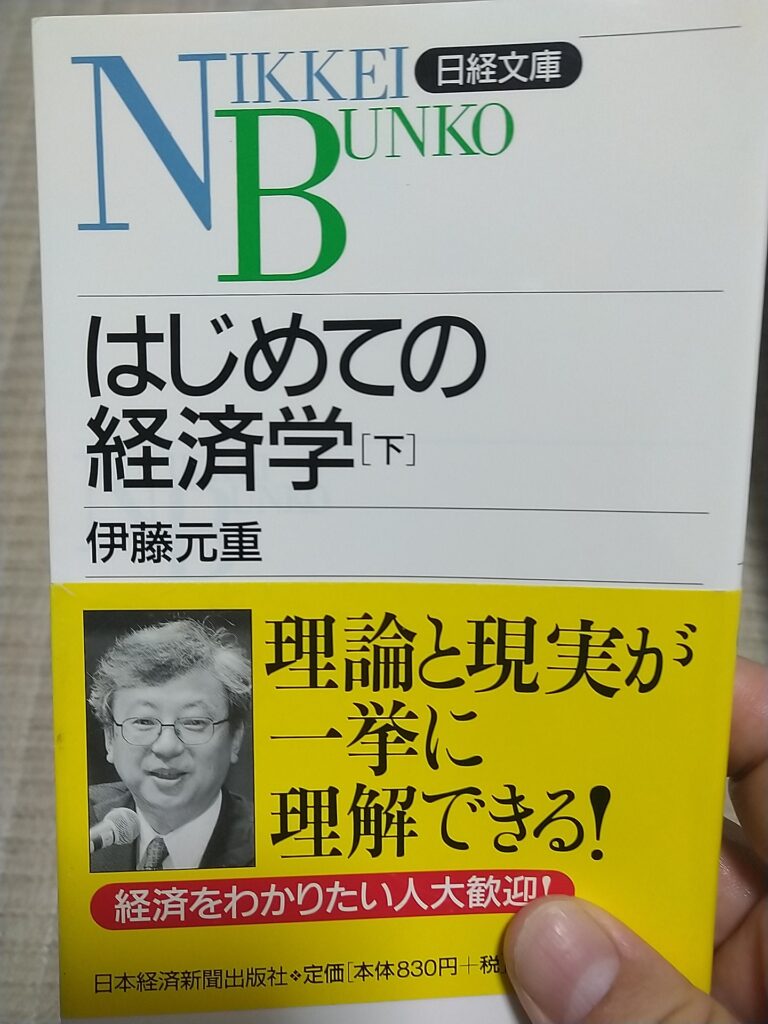 NIKKEI
日経文庫
BUNKO
はじめての
経済学[下]
伊藤元重
理論と現実が
一挙に
理解できる!
経済をわかりたい人大歓迎!
日本経済新聞出版社❖定価[本体830円+税